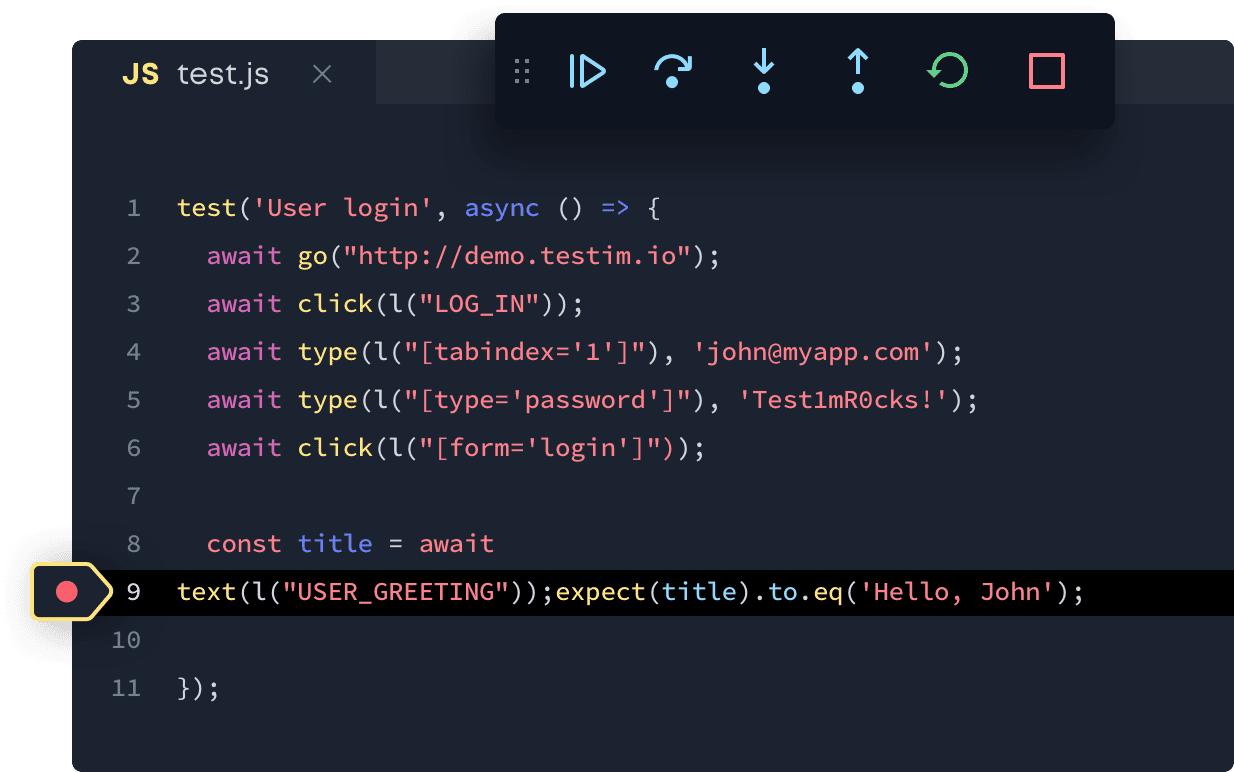 JS test.js
1 test('User login', async () => {
2 await go("http://demo.testim.io");
3 await click(l("LOG_IN"));
4 await type(l("[tabindex='1']"), 'john@myapp.com');
5 await type(l("[type='password']"), 'Test1mR0cks!');
6 await click(l("[form='login']"));
7
8 const title = await
9 text(l("USER_GREETING"));expect(title).to.eq('Hello, John');
10
11 });